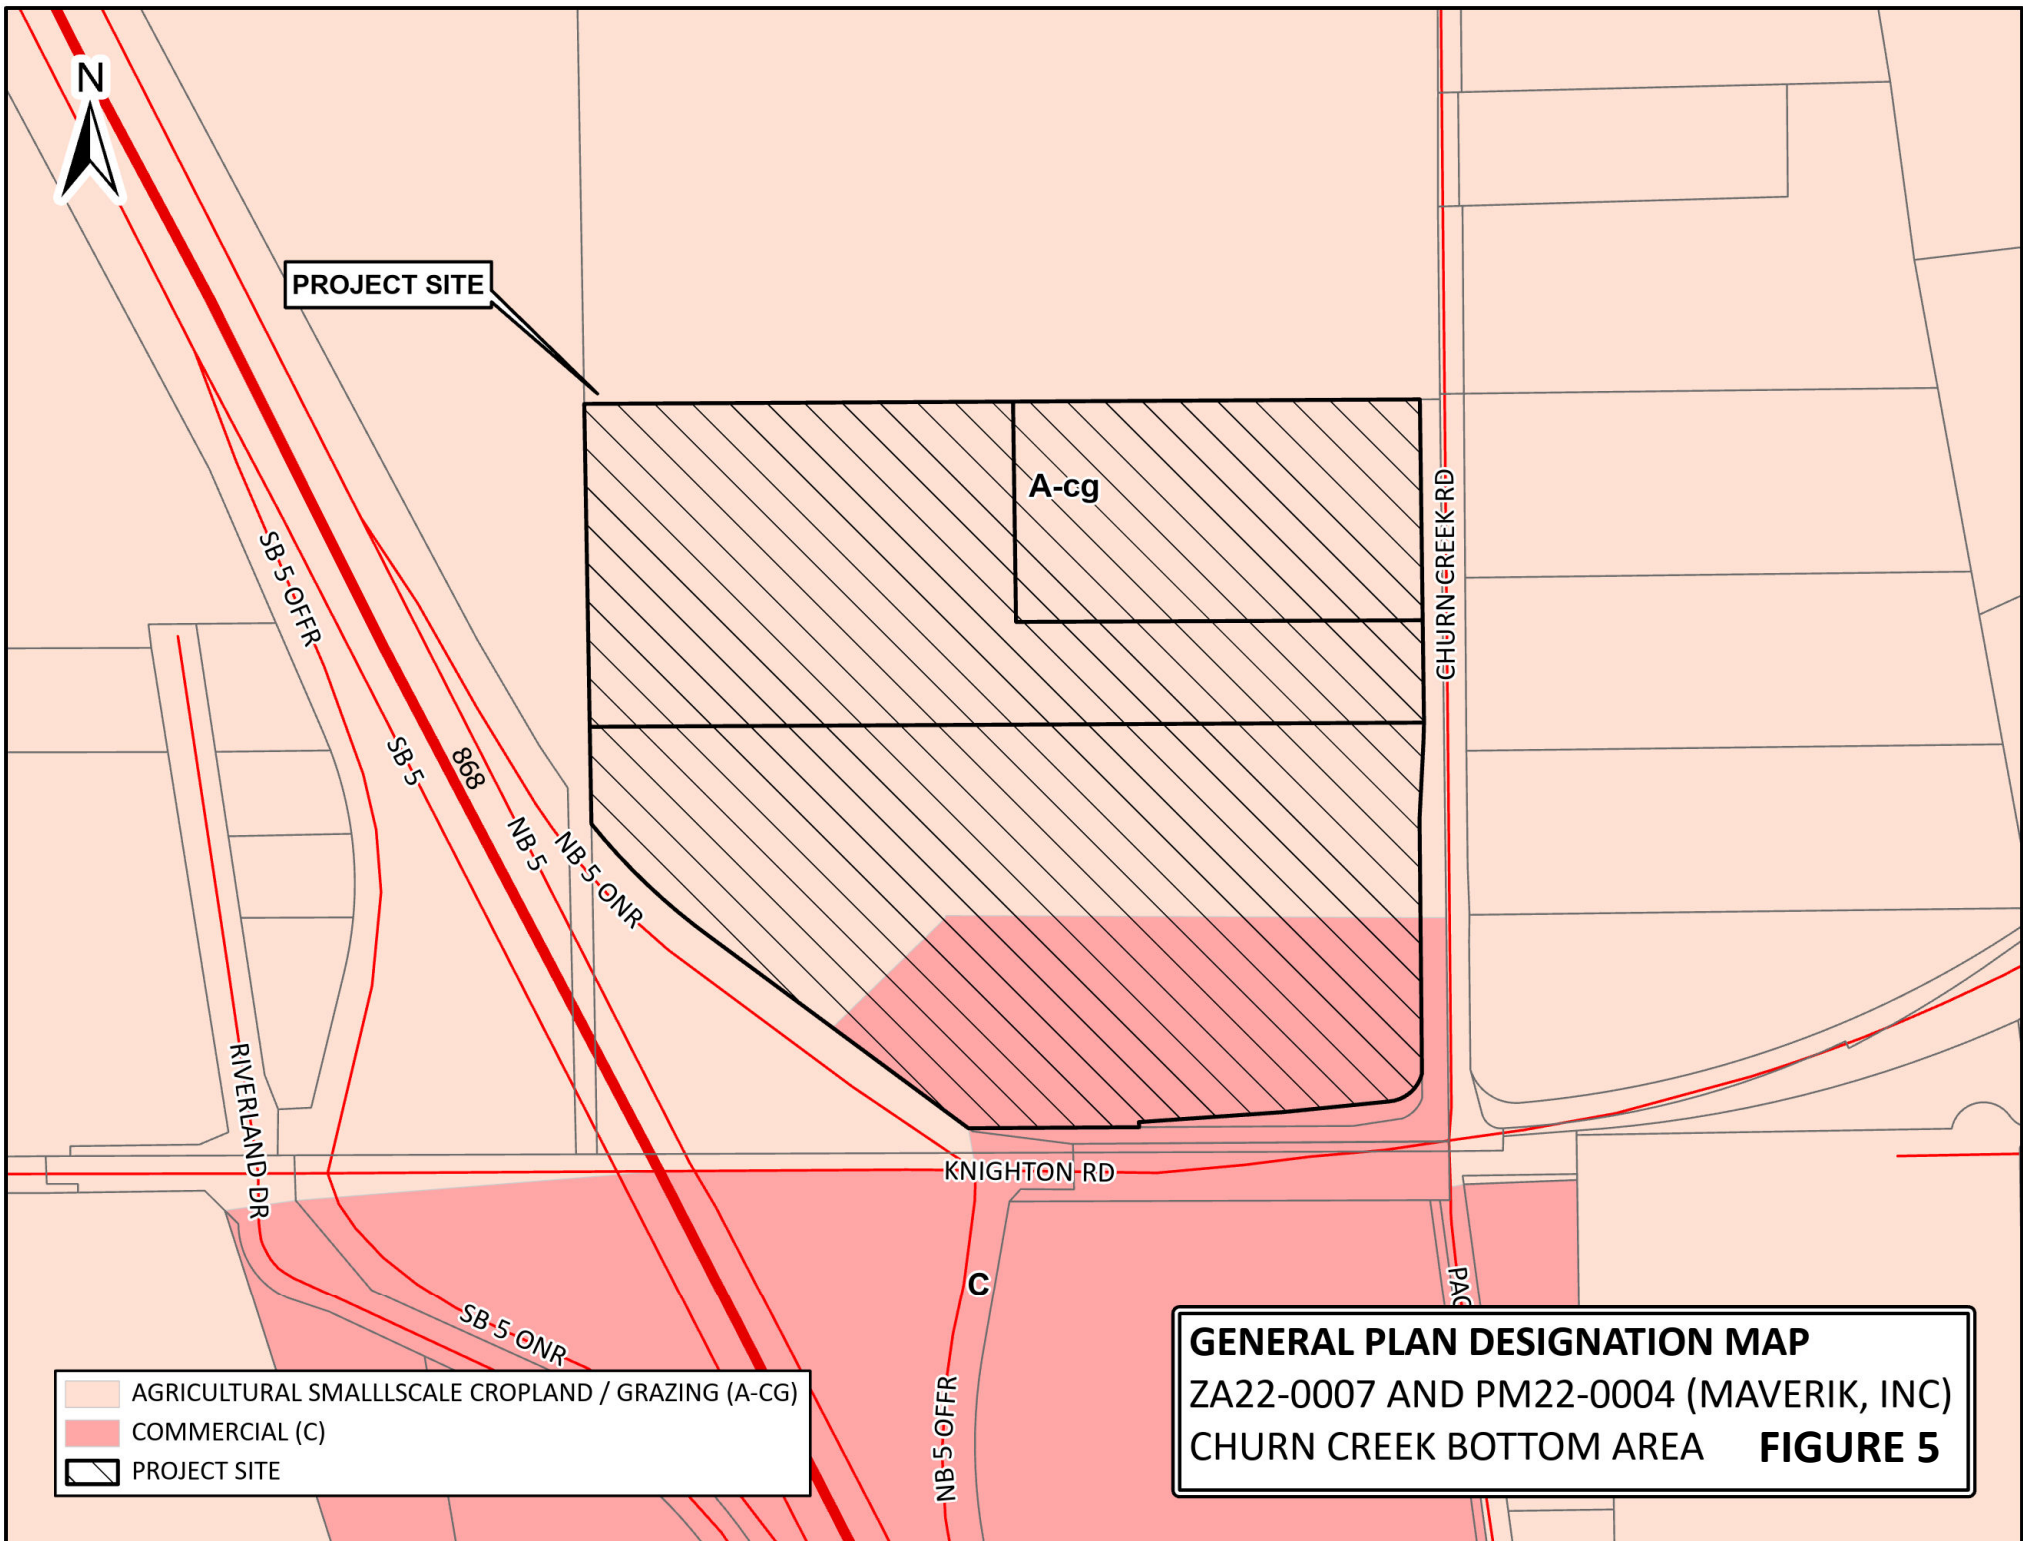 N
PROJECT SITE
A-cg
CHURN CREEK RD
SB 5 OFFR
SB 5
868
NB 5
NB 5 ONR
RIVERLAND DR
KNIGHTON RD
C
PAC
SB 5 ONR
NB 5 OFFR
AGRICULTURAL SMALLLSCALE CROPLAND / GRAZING (A-CG)
COMMERCIAL (C)
PROJECT SITE
GENERAL PLAN DESIGNATION MAP
ZA22-0007 AND PM22-0004 (MAVERIK, INC)
CHURN CREEK BOTTOM AREA FIGURE 5